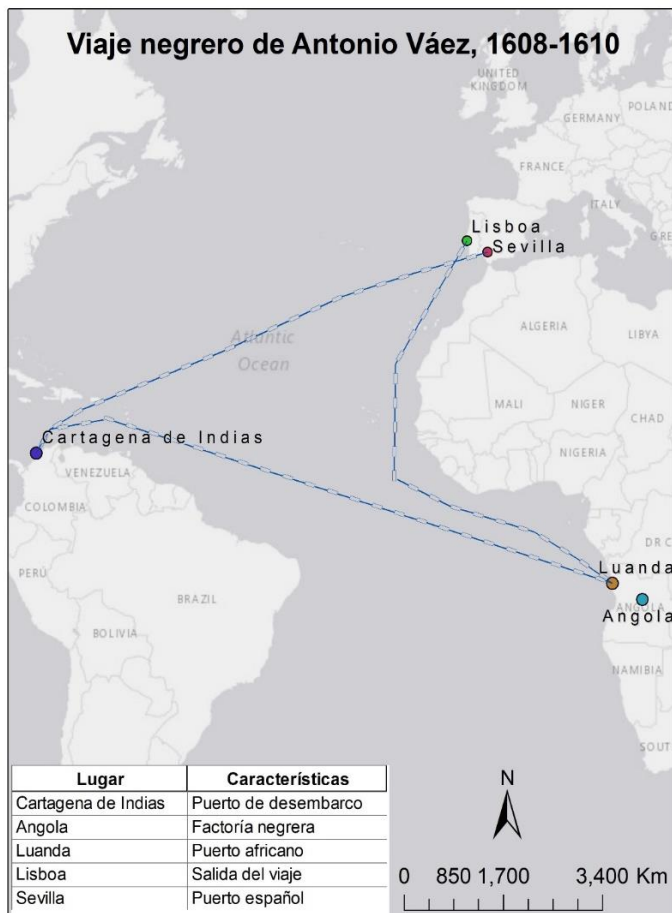 Viaje negrero de Antonio Váez, 1608-1610
UNITED
KINGDOM
POLAND
GERMANY
FRANCE
ITALY
Lisboa
Sevilla
GRE
Atlantic
Ocean
ALGERIA
LIBYA
MALI
NIGER
CHAD
Cartagena de Indias
NIGERIA
VENEZUELA
COLOMBIA
DR C
Luanda
PERÚ
BRAZIL
ANGOLA
Angola
BOLIVIA
NAMIBIA
SOUT
Lugar Características
Cartagena de Indias Puerto de desembarco
Angola Factoría negrera
Luanda Puerto africano
Lisboa Salida del viaje
Sevilla Puerto español
N
0 850 1,700 3,400 Km